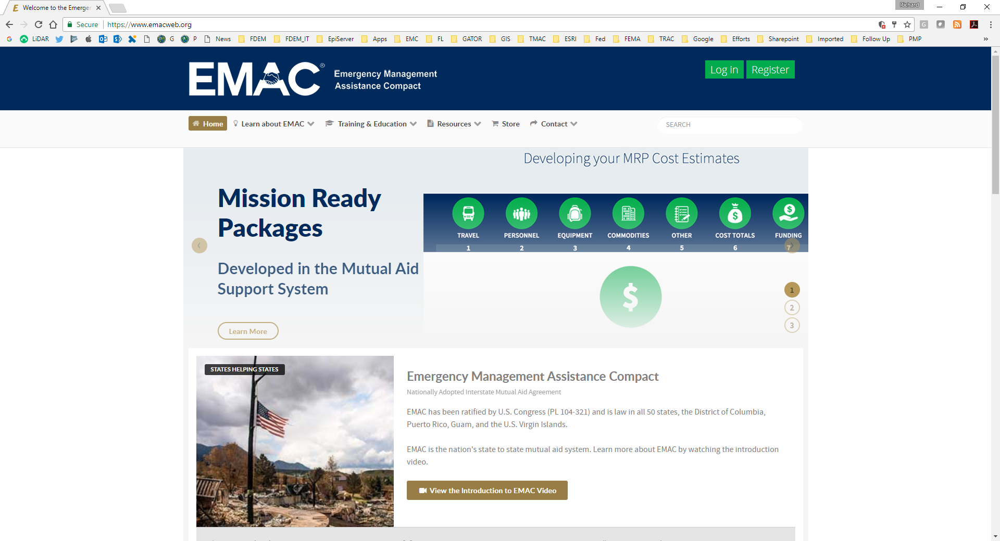 Welcome to the Emerger
Richard
Secure https://www.emacweb.org
LiDAR G P News FDEM FDEM_IT EpiServer Apps EMC FL GATOR GIS TMAC ESRI Fed FEMA TRAC Google Efforts Sharepoint Imported Follow Up PMP »
EMAC®
Emergency Management
Assistance Compact
Log in Register
Home Learn about EMAC Training & Education Resources Store Contact SEARCH
Developing your MRP Cost Estimates
Mission Ready
Packages
TRAVEL PERSONNEL EQUIPMENT COMMODITIES OTHER COST TOTALS FUNDING
1 2 3 4 5 6 7
Developed in the Mutual Aid
Support System
$
1
2
3
Learn More
STATES HELPING STATES
Emergency Management Assistance Compact
Nationally Adopted Interstate Mutual Aid Agreement
EMAC has been ratified by U.S. Congress (PL 104-321) and is law in all 50 states, the District of Columbia,
Puerto Rico, Guam, and the U.S. Virgin Islands.
EMAC is the nation's state to state mutual aid system. Learn more about EMAC by watching the introduction
video.
View the Introduction to EMAC Video